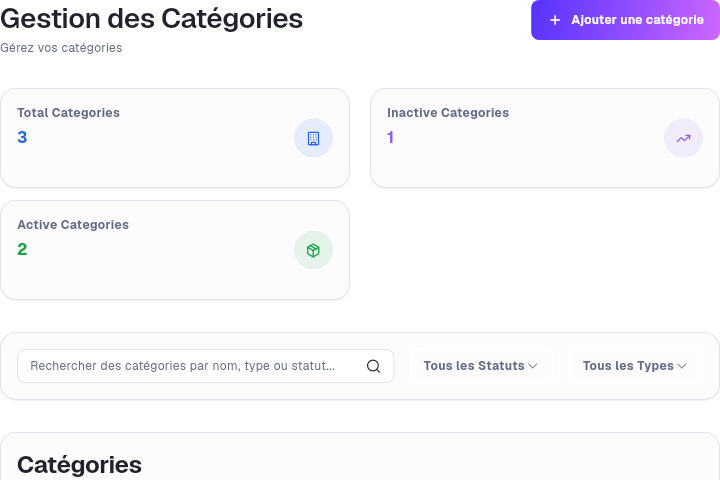 Gestion des Catégories
Ajouter une catégorie
Gérez vos catégories
Total Categories
3
Inactive Categories
1
Active Categories
2
Rechercher des catégories par nom, type ou statut...
Tous les Statuts
Tous les Types
Catégories